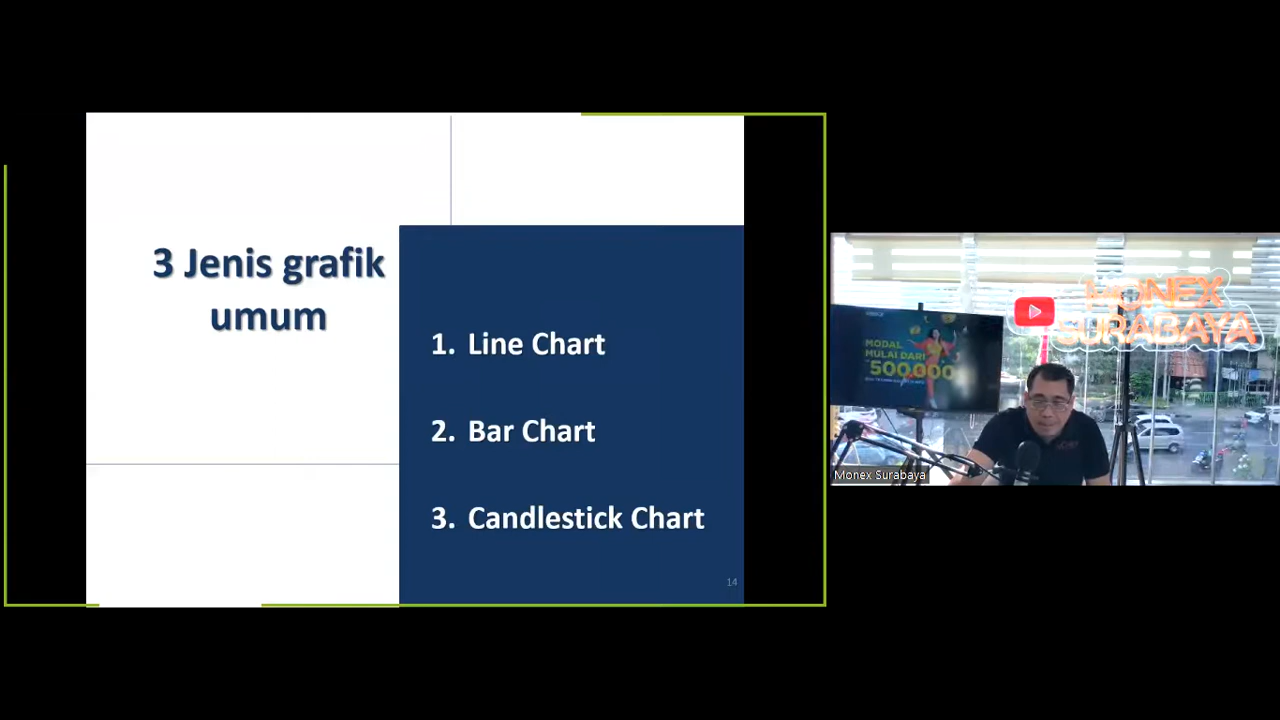 3 Jenis grafik
umum
1. Line Chart
2. Bar Chart
3. Candlestick Chart
14
MONEX
SURABAYA
MODAL
MULAI DARI
500.000
Monex Surabaya